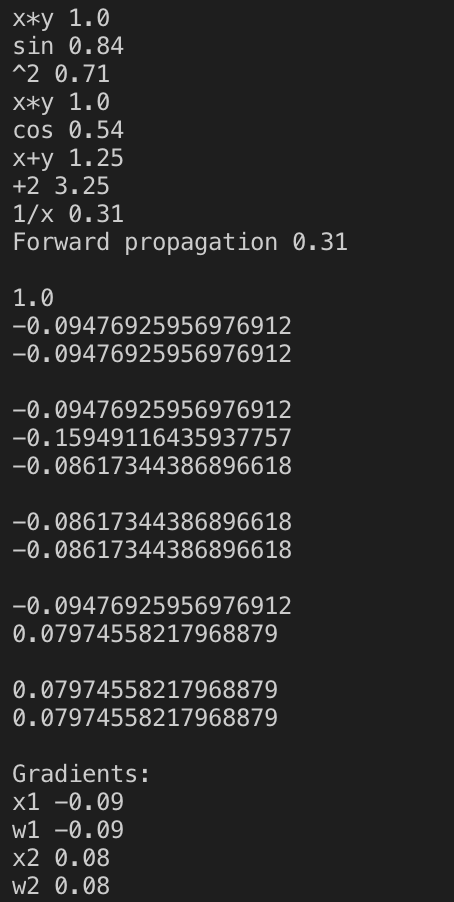 x*y 1.0
sin 0.84
^2 0.71
x*y 1.0
cos 0.54
x+y 1.25
+2 3.25
1/x 0.31
Forward propagation 0.31
1.0
-0.09476925956976912
-0.09476925956976912
-0.09476925956976912
-0.15949116435937757
-0.08617344386896618
-0.08617344386896618
-0.08617344386896618
-0.09476925956976912
0.07974558217968879
0.07974558217968879
0.07974558217968879
Gradients:
x1 -0.09
w1 -0.09
x2 0.08
w2 0.08